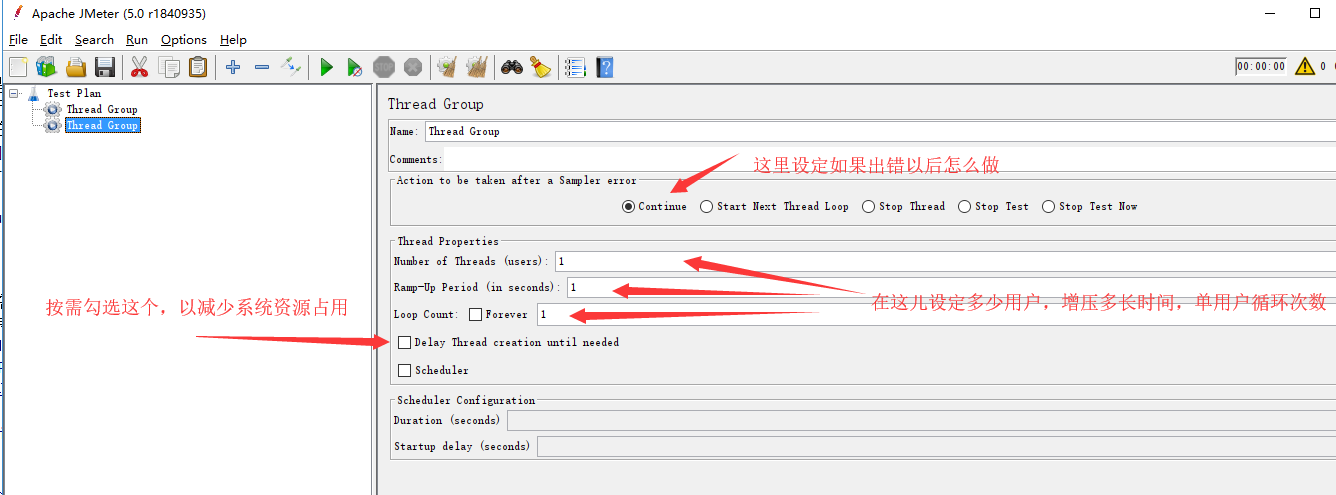 Apache JMeter (5.0 r1840935)
File Edit Search Run Options Help
00:00:00 0
Test Plan
Thread Group
Thread Group
Thread Group
Name: Thread Group
Comments:
这里设定如果出错以后怎么做
Action to be taken after a Sampler error
Continue Start Next Thread Loop Stop Thread Stop Test Stop Test Now
Thread Properties
Number of Threads (users): 1
Ramp-Up Period (in seconds): 1
按需勾选这个，以减少系统资源占用
在这儿设定多少用户，增压多长时间，单用户循环次数
Loop Count: Forever 1
Delay Thread creation until needed
Scheduler
Scheduler Configuration
Duration (seconds)
Startup delay (seconds)